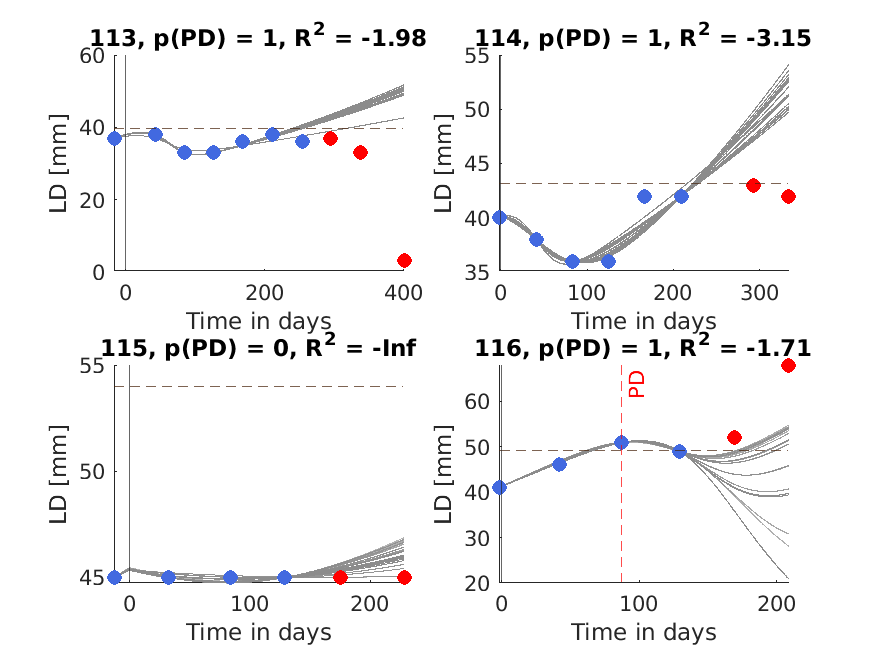 113, p(PD) = 1, R² = -1.98
60
40
20
0
LD [mm]
0
200
400
Time in days
114, p(PD) = 1, R² = -3.15
55
50
45
40
35
LD [mm]
0
100
200
300
Time in days
115, p(PD) = 0, R² = -Inf
55
50
45
LD [mm]
0
100
200
Time in days
116, p(PD) = 1, R² = -1.71
PD
60
50
40
30
20
LD [mm]
0
100
200
Time in days